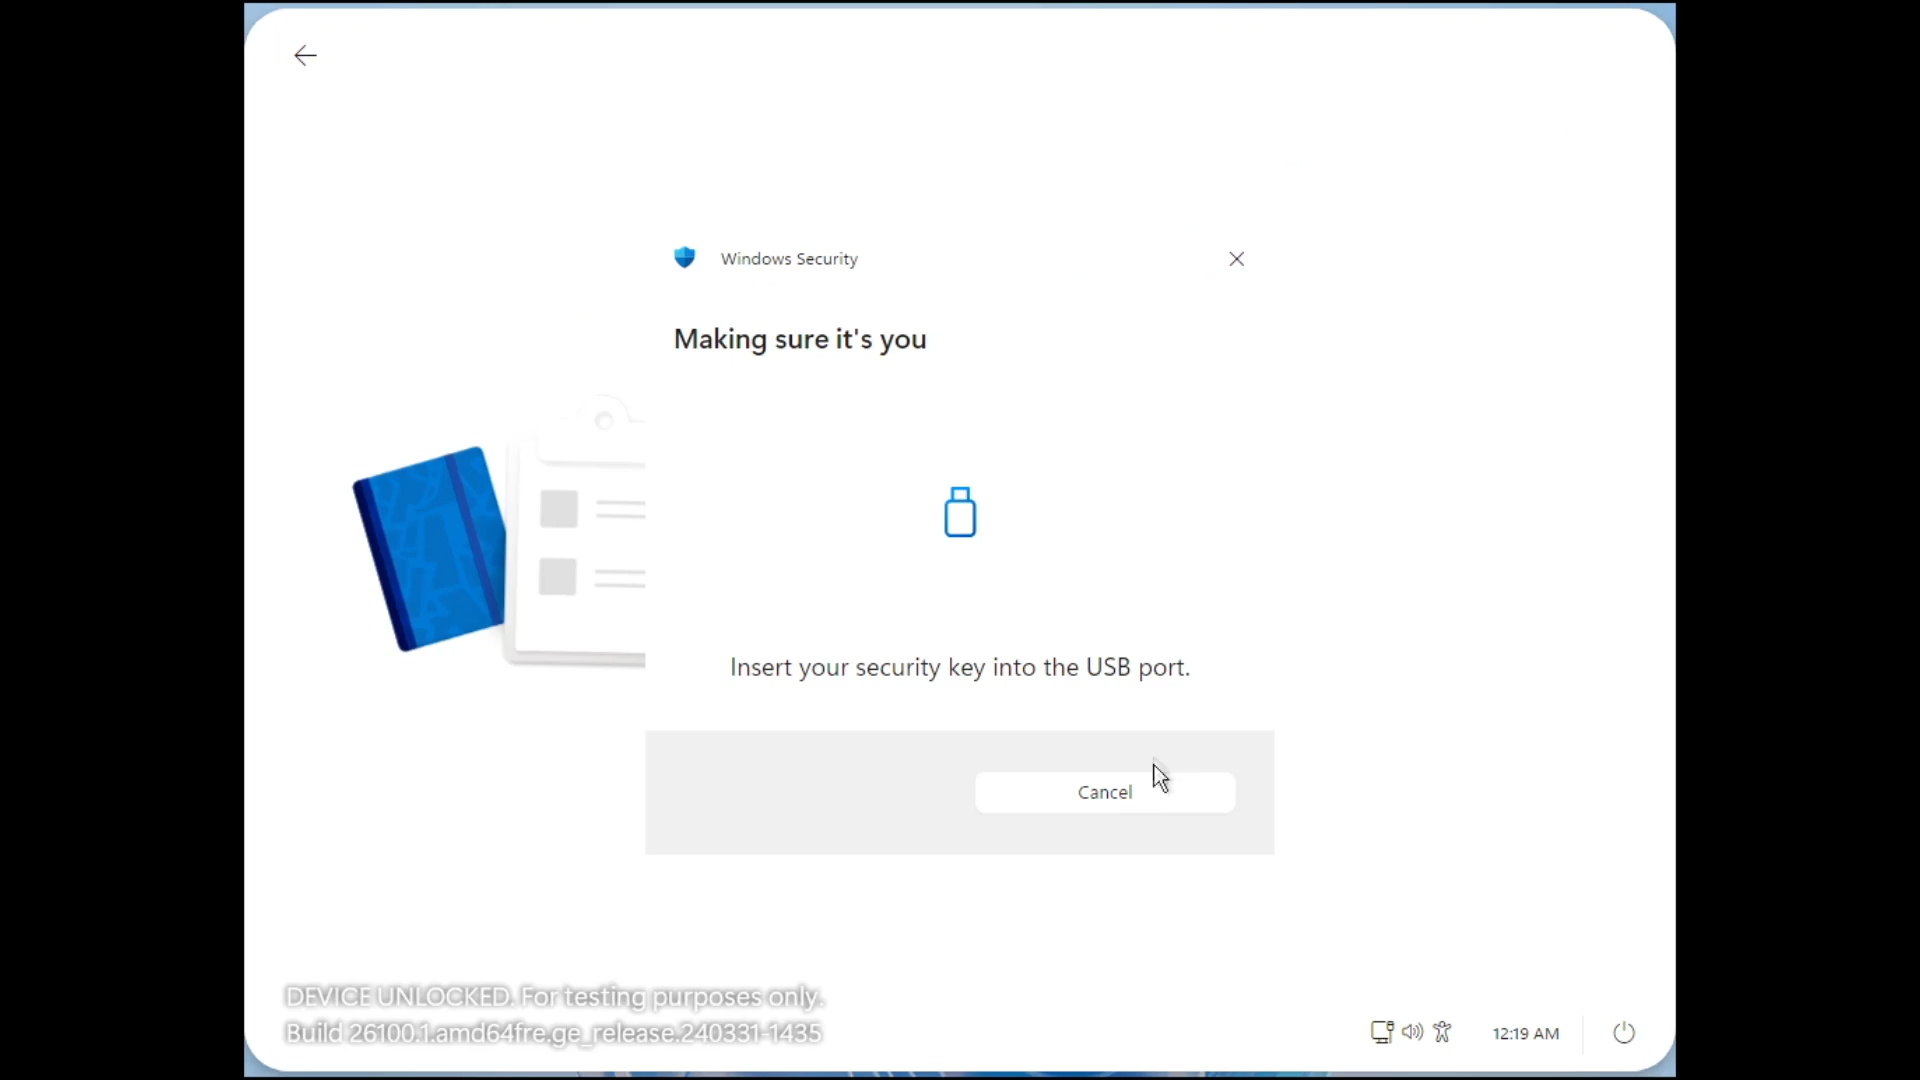 Windows Security
Making sure it's you
Insert your security key into the USB port.
Cancel
DEVICE UNLOCKED. For testing purposes only.
Build 26100.1.amd64fre.ge_release.240331-1435
12:19 AM